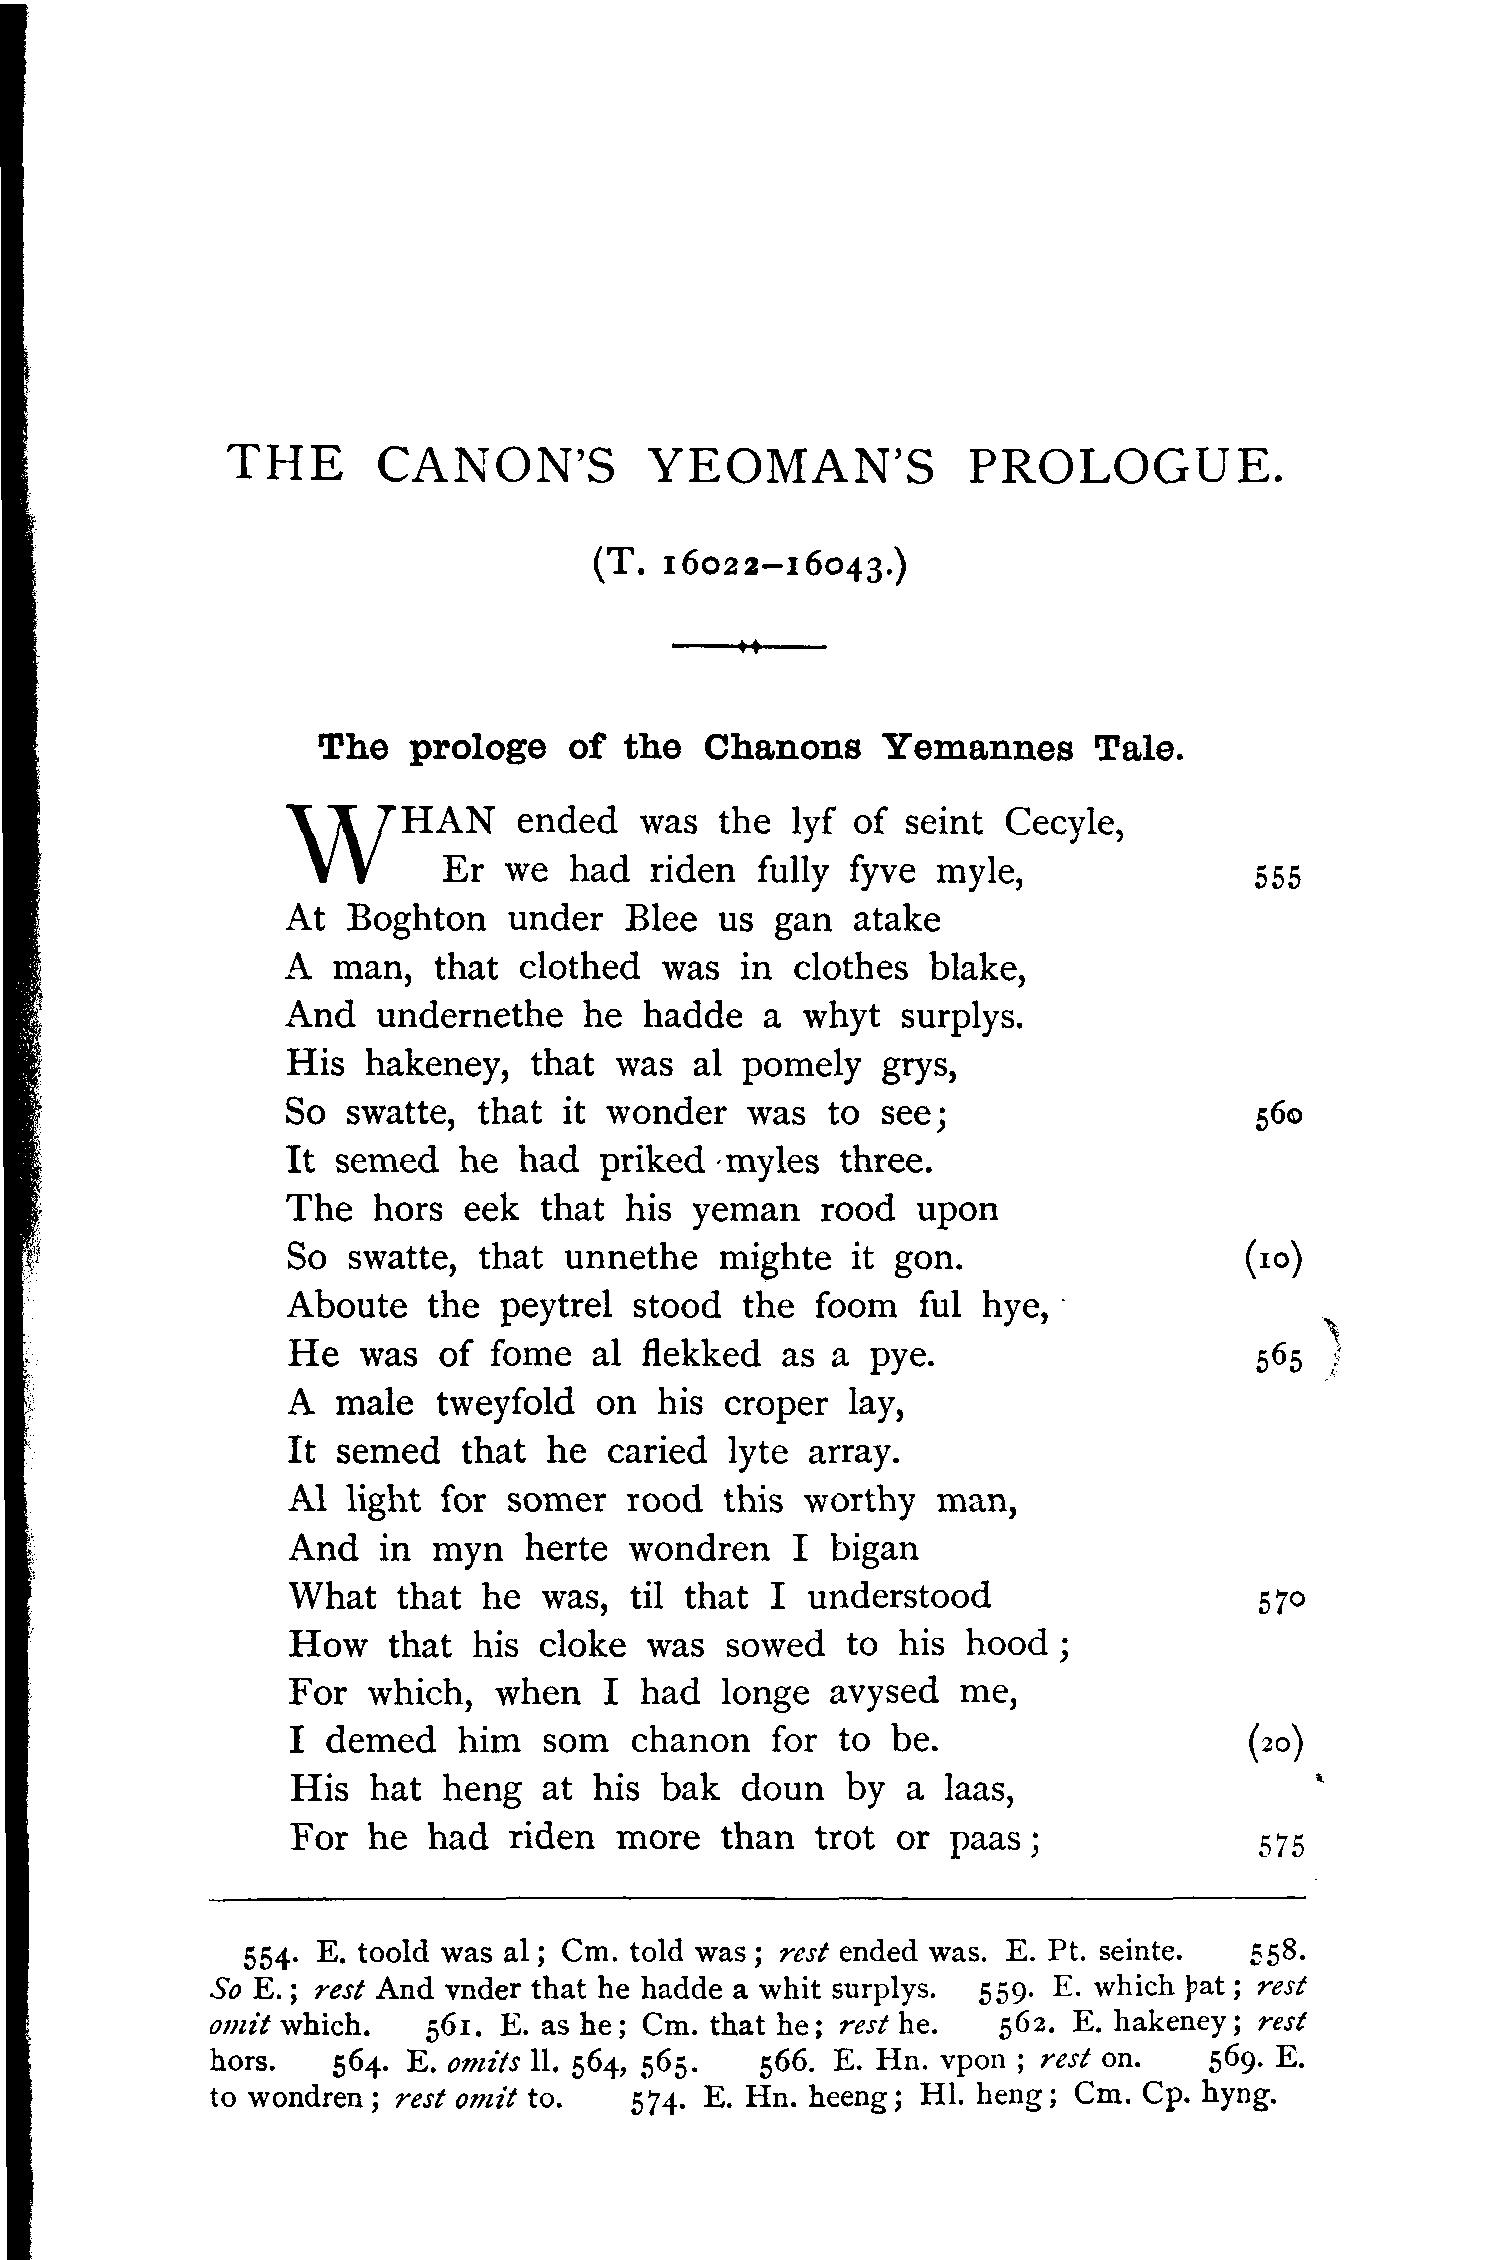 THE CANON'S YEOMAN'S PROLOGUE.
(T. 16022–16043.)
The prologe of the Chanons Yemannes Tale.
WHAN ended was the lyf of seint Cecyle,
Er we had riden fully fyve myle, 555
At Boghton under Blee us gan atake
A man, that clothed was in clothes blake,
And undernethe he hadde a whyt surplys.
His hakeney, that was al pomely grys,
So swatte, that it wonder was to see; 560
It semed he had priked myles three.
The hors eek that his yeman rood upon
So swatte, that unnethe mighte it gon. (10)
Aboute the peytrel stood the foom ful hye,
He was of fome al flekked as a pye. 565
A male tweyfold on his croper lay,
It semed that he caried lyte array.
Al light for somer rood this worthy man,
And in myn herte wondren I bigan
What that he was, til that I understood 570
How that his cloke was sowed to his hood;
For which, when I had longe avysed me,
I demed him som chanon for to be. (20)
His hat heng at his bak doun by a laas,
For he had riden more than trot or paas; 575
554. E. toold was al; Cm. told was; rest ended was. E. Pt. seinte. 558.
So E.; rest And vnder that he hadde a whit surplys. 559. E. which þat; rest
omit which. 561. E. as he; Cm. that he; rest he. 562. E. hakeney; rest
hors. 564. E. omits ll. 564, 565. 566. E. Hn. vpon; rest on. 569. E.
to wondren; rest omit to. 574. E. Hn. heeng; Hl. heng; Cm. Cp. hyng.